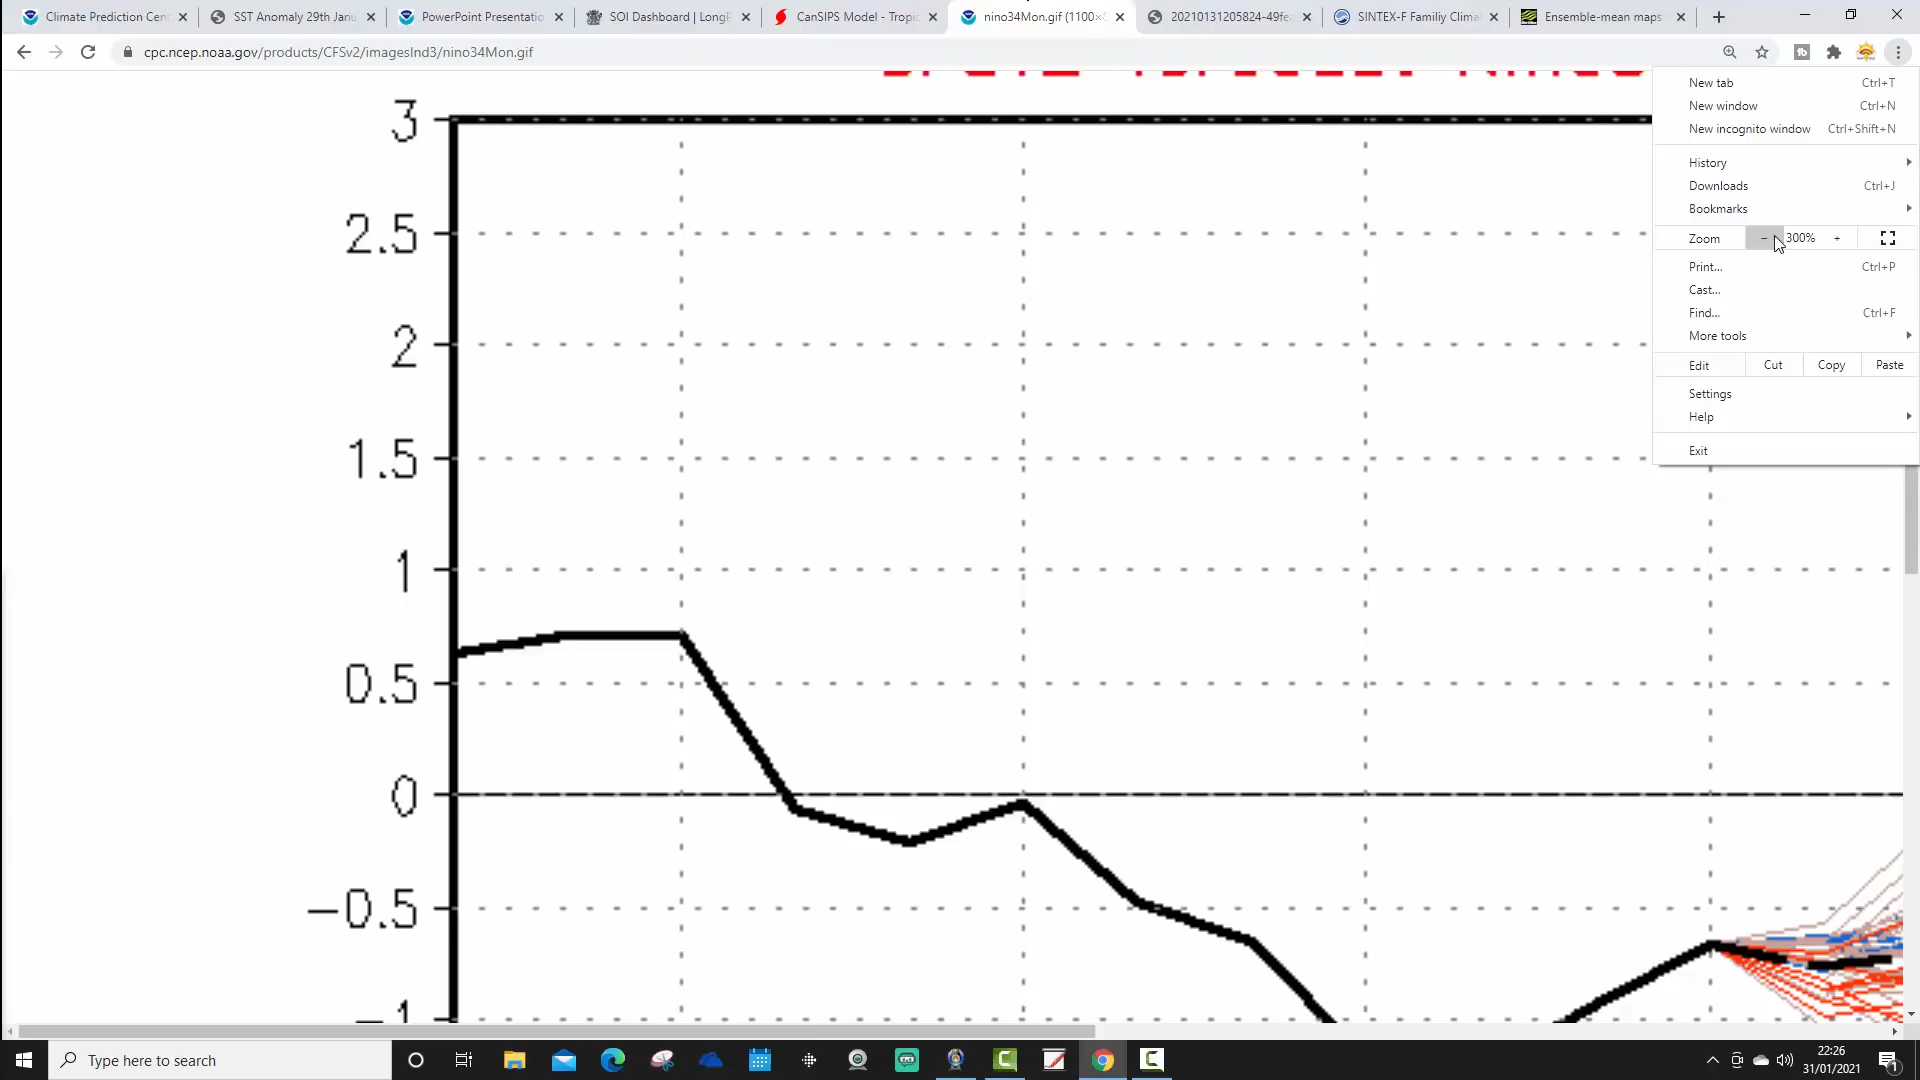 Climate Prediction Cent
SST Anomaly 29th Janu
PowerPoint Presentatio
SOI Dashboard | LongP
CanSIPS Model - Tropic
nino34Mon.gif (1100×8
20210131205824-49fe
SINTEX-F Familiy Clima
Ensemble-mean maps
cpc.ncep.noaa.gov/products/CFSv2/imagesInd3/nino34Mon.gif
New tab Ctrl+T
New window Ctrl+N
New incognito window Ctrl+Shift+N
History
Downloads Ctrl+J
Bookmarks
Zoom - 300% +
Print... Ctrl+P
Cast...
Find... Ctrl+F
More tools
Edit Cut Copy Paste
Settings
Help
Exit
3
2.5
2
1.5
1
0.5
0
-0.5
-1
Type here to search
22:26
31/01/2021
1